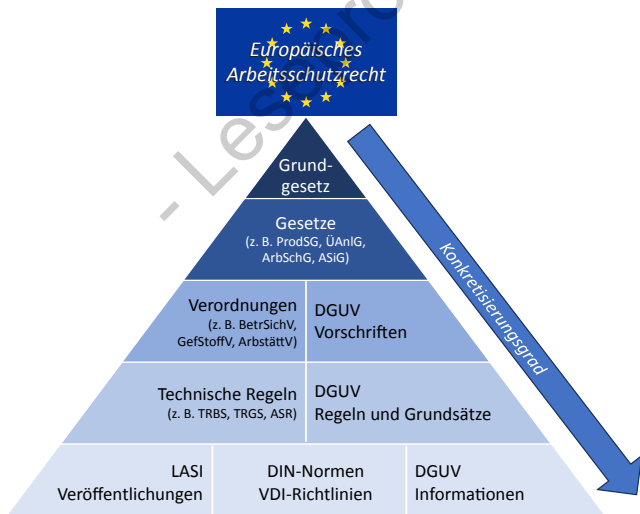 Europäisches
Arbeitsschutzrecht
- Lesepro
Grund-
gesetz
Gesetze
(z. B. ProdSG, ÜAnlG,
ArbSchG, ASiG)
Konkretisierungsgrad
Verordnungen
(z. B. BetrSichV,
GefStoffV, ArbstättV)
DGUV
Vorschriften
Technische Regeln
(z. B. TRBS, TRGS, ASR)
DGUV
Regeln und Grundsätze
LASI
Veröffentlichungen
DIN-Normen
VDI-Richtlinien
DGUV
Informationen